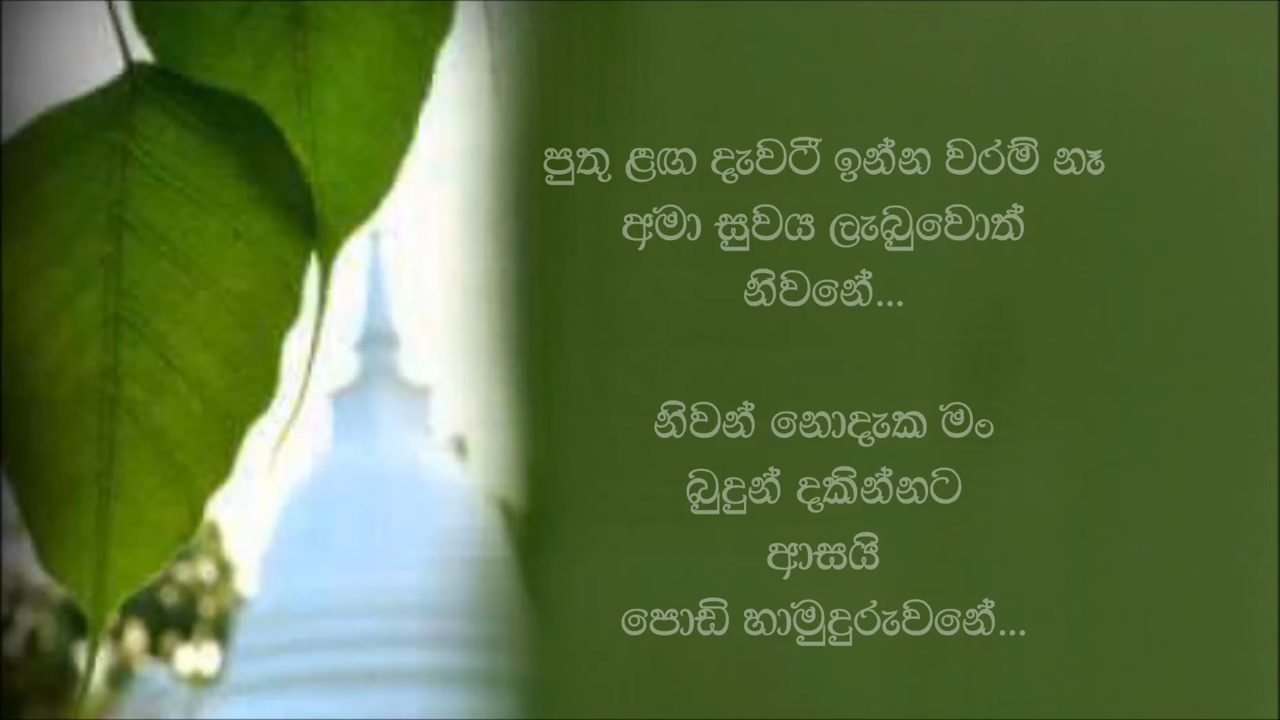 පුතු ළඟ දැවටී ඉන්න වරම් නෑ
අමා සුවය ලැබුවොත්
නිවනේ...
නිවන් නොදැක මං
බුදුන් දකින්නට
ආසයි
පොඩි හාමුදුරුවනේ...